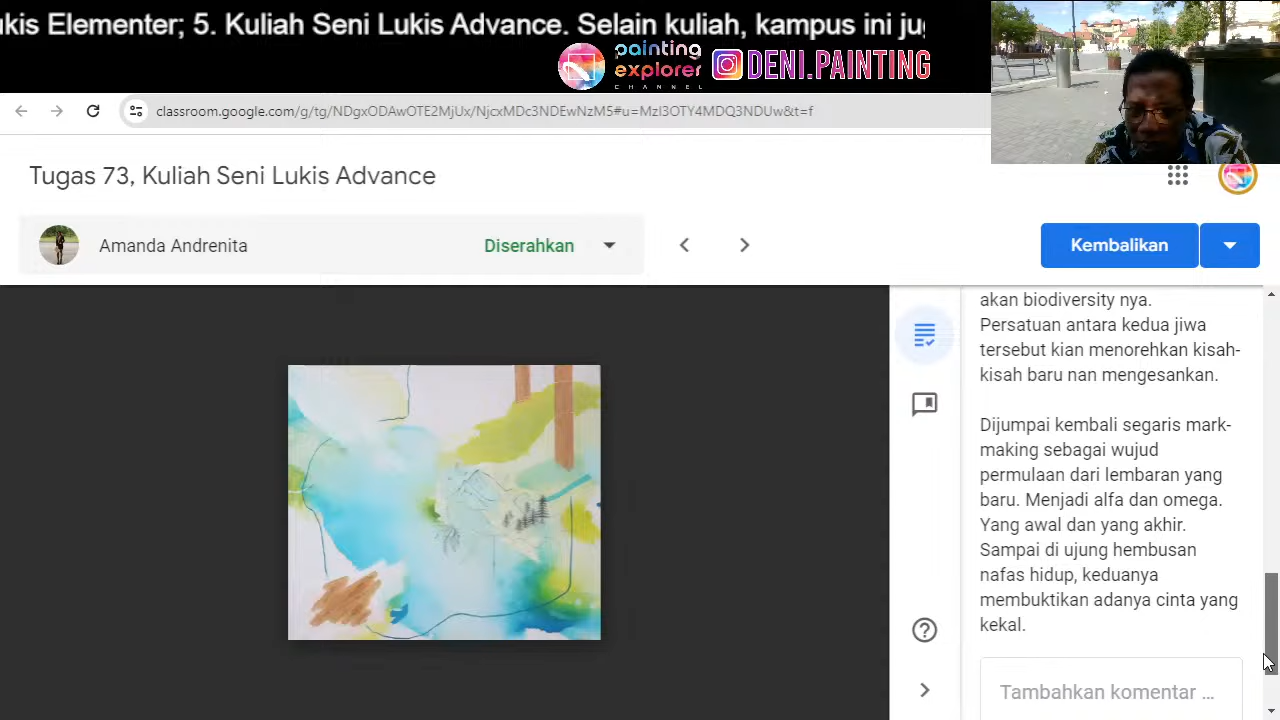 kis Elementer; 5. Kuliah Seni Lukis Advance. Selain kuliah, kampus ini
painting
explorer
CHANNEL
DENI.PAINTING
classroom.google.com/g/tg/NDgxODAwOTE2MjUx/NjcxMDc3NDEwNzM5#u=MzI3OTY4MDQ3NDUw&t=f
Tugas 73, Kuliah Seni Lukis Advance
Amanda Andrenita
Diserahkan
Kembalikan
akan biodiversity nya.
Persatuan antara kedua jiwa
tersebut kian menorehkan kisah-
kisah baru nan mengesankan.
Dijumpai kembali segaris mark-
making sebagai wujud
permulaan dari lembaran yang
baru. Menjadi alfa dan omega.
Yang awal dan yang akhir.
Sampai di ujung hembusan
nafas hidup, keduanya
membuktikan adanya cinta yang
kekal.
Tambahkan komentar ...